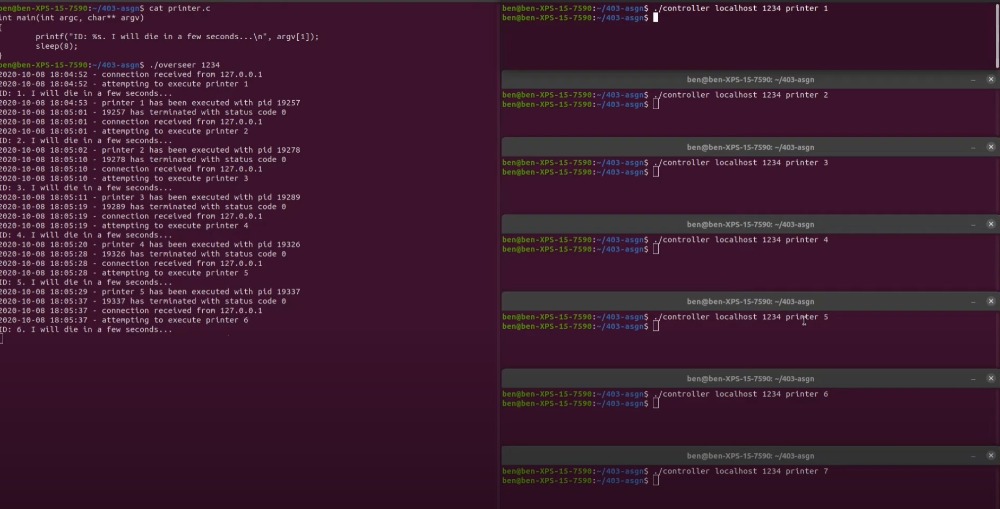 ben@ben-XPS-15-7590:~/403-asgn$ cat printer.c
int main(int argc, char** argv)
{
printf("ID: %s. I will die in a few seconds...\n", argv[1]);
sleep(8);
}
ben@ben-XPS-15-7590:~/403-asgn$ ./overseer 1234
2020-10-08 18:04:52 - connection received from 127.0.0.1
2020-10-08 18:04:52 - attempting to execute printer 1
ID: 1. I will die in a few seconds...
2020-10-08 18:04:53 - printer 1 has been executed with pid 19257
2020-10-08 18:05:01 - 19257 has terminated with status code 0
2020-10-08 18:05:01 - connection received from 127.0.0.1
2020-10-08 18:05:01 - attempting to execute printer 2
ID: 2. I will die in a few seconds...
2020-10-08 18:05:02 - printer 2 has been executed with pid 19278
2020-10-08 18:05:10 - 19278 has terminated with status code 0
2020-10-08 18:05:10 - connection received from 127.0.0.1
2020-10-08 18:05:10 - attempting to execute printer 3
ID: 3. I will die in a few seconds...
2020-10-08 18:05:11 - printer 3 has been executed with pid 19289
2020-10-08 18:05:19 - 19289 has terminated with status code 0
2020-10-08 18:05:19 - connection received from 127.0.0.1
2020-10-08 18:05:19 - attempting to execute printer 4
ID: 4. I will die in a few seconds...
2020-10-08 18:05:20 - printer 4 has been executed with pid 19326
2020-10-08 18:05:28 - 19326 has terminated with status code 0
2020-10-08 18:05:28 - connection received from 127.0.0.1
2020-10-08 18:05:28 - attempting to execute printer 5
ID: 5. I will die in a few seconds...
2020-10-08 18:05:29 - printer 5 has been executed with pid 19337
2020-10-08 18:05:37 - 19337 has terminated with status code 0
2020-10-08 18:05:37 - connection received from 127.0.0.1
2020-10-08 18:05:37 - attempting to execute printer 6
ID: 6. I will die in a few seconds...
ben@ben-XPS-15-7590:~/403-asgn$ ./controller localhost 1234 printer 1
ben@ben-XPS-15-7590:~/403-asgn$
ben@ben-XPS-15-7590: ~/403-asgn
ben@ben-XPS-15-7590:~/403-asgn$ ./controller localhost 1234 printer 2
ben@ben-XPS-15-7590:~/403-asgn$
ben@ben-XPS-15-7590: ~/403-asgn
ben@ben-XPS-15-7590:~/403-asgn$ ./controller localhost 1234 printer 3
ben@ben-XPS-15-7590:~/403-asgn$
ben@ben-XPS-15-7590: ~/403-asgn
ben@ben-XPS-15-7590:~/403-asgn$ ./controller localhost 1234 printer 4
ben@ben-XPS-15-7590:~/403-asgn$
ben@ben-XPS-15-7590: ~/403-asgn
ben@ben-XPS-15-7590:~/403-asgn$ ./controller localhost 1234 printer 5
ben@ben-XPS-15-7590:~/403-asgn$
ben@ben-XPS-15-7590: ~/403-asgn
ben@ben-XPS-15-7590:~/403-asgn$ ./controller localhost 1234 printer 6
ben@ben-XPS-15-7590:~/403-asgn$
ben@ben-XPS-15-7590: ~/403-asgn
ben@ben-XPS-15-7590:~/403-asgn$ ./controller localhost 1234 printer 7
ben@ben-XPS-15-7590:~/403-asgn$